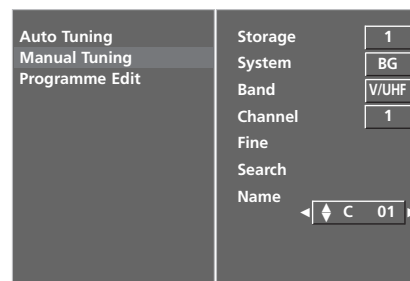 Auto Tuning
Manual Tuning
Programme Edit
Storage 1
System BG
Band V/UHF
Channel 1
Fine
Search
Name
C 01